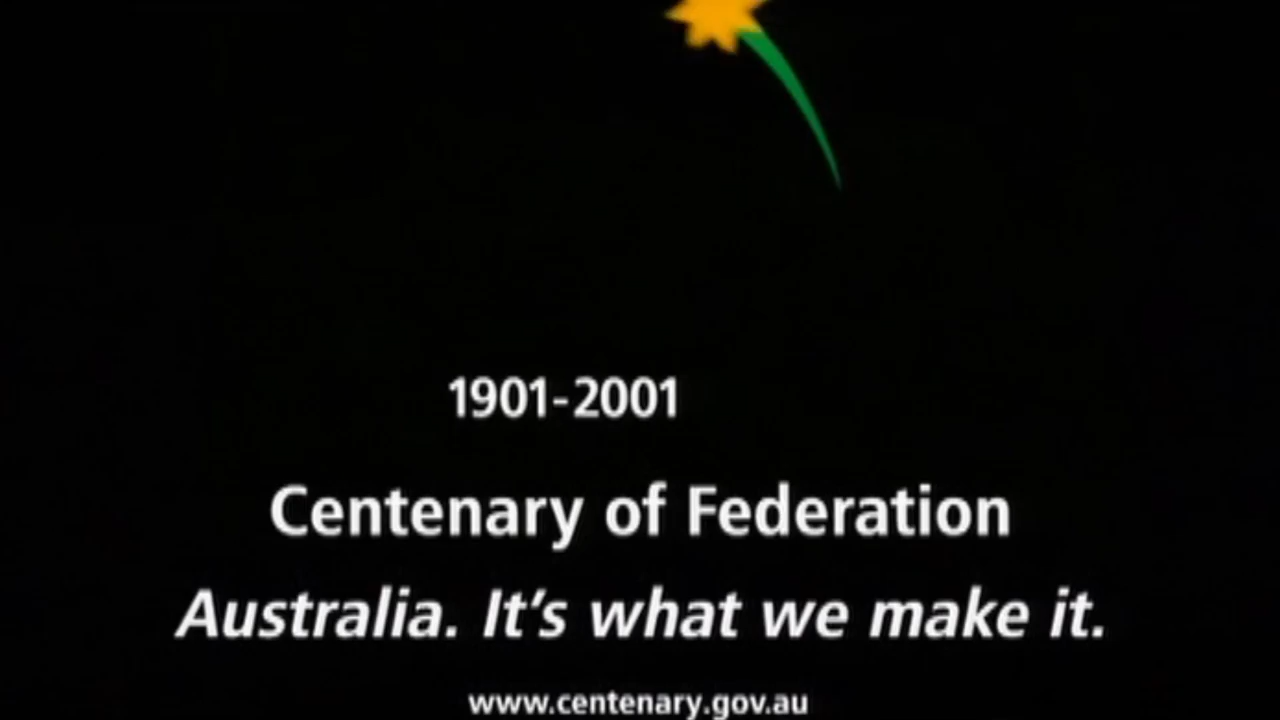 1901-2001
Centenary of Federation
Australia. It's what we make it.
www.centenary.gov.au